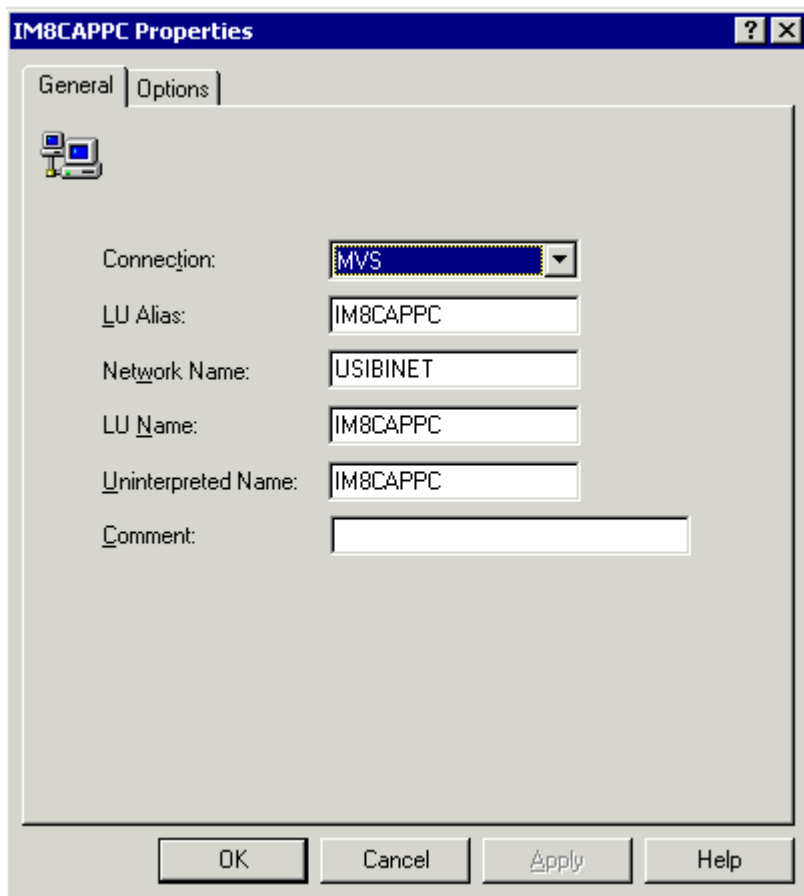 IM8CAPPC Properties
General Options
Connection: MVS
LU Alias: IM8CAPPC
Network Name: USIBINET
LU Name: IM8CAPPC
Uninterpreted Name: IM8CAPPC
Comment:
OK Cancel Apply Help